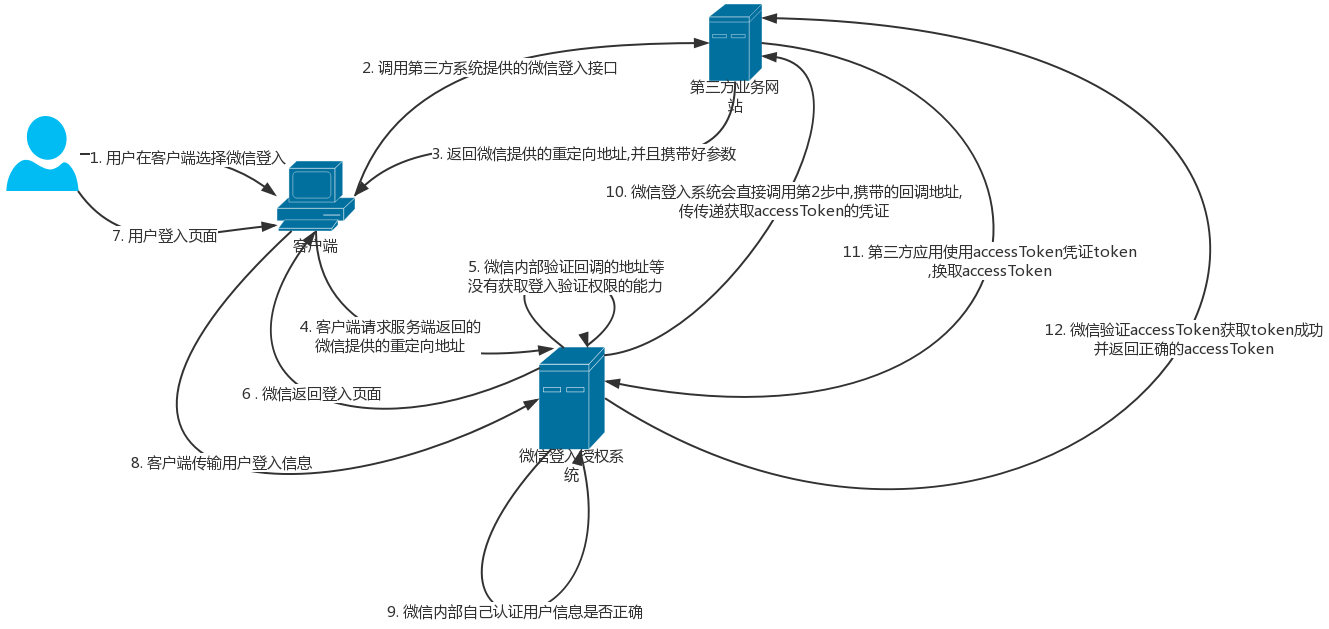 2. 调用第三方系统提供的微信登入接口
第三方业务网
站
1. 用户在客户端选择微信登入
3. 返回微信提供的重定向地址,并且携带好参数
10. 微信登入系统会直接调用第2步中,携带的回调地址,
传传递获取accessToken的凭证
7. 用户登入页面
客户端
11. 第三方应用使用accessToken凭证token
,换取accessToken
5. 微信内部验证回调的地址等
没有获取登入验证权限的能力
4. 客户端请求服务端返回的
微信提供的重定向地址
12. 微信验证accessToken获取token成功
并返回正确的accessToken
6 . 微信返回登入页面
8. 客户端传输用户登入信息
微信登入授权系
统
9. 微信内部自己认证用户信息是否正确